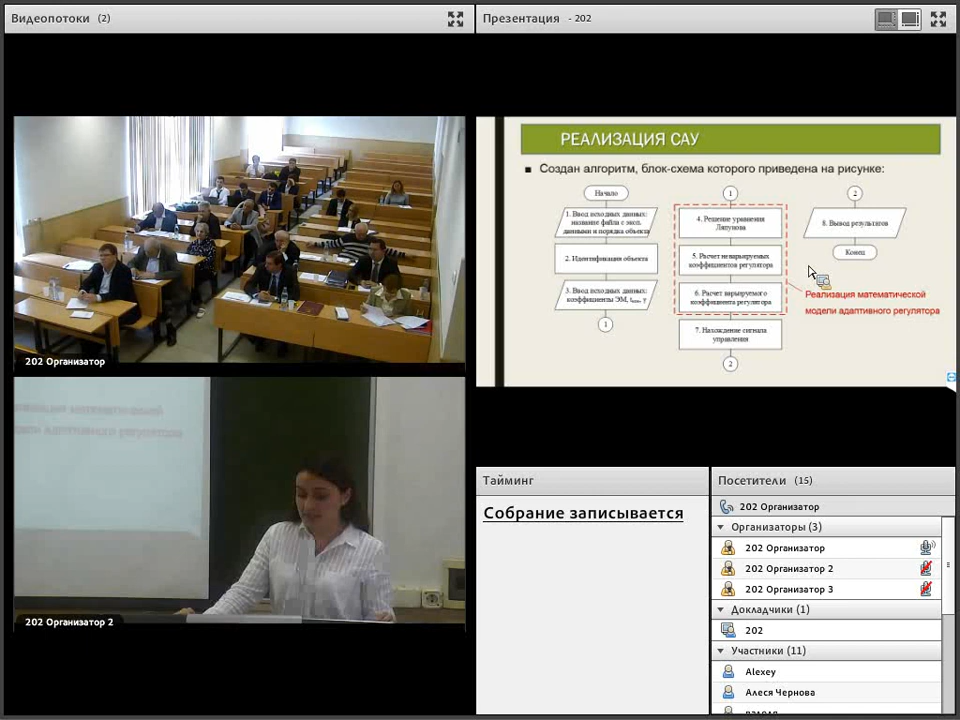 Видеопотоки (2)
202 Организатор
202 Организатор 2
Презентация - 202
РЕАЛИЗАЦИЯ САУ
Создан алгоритм, блок-схема которого приведена на рисунке:
Начало
1. Ввод исходных данных:
название файла с эксп.
данными и порядка объекта
2. Идентификация объекта
3. Ввод исходных данных:
коэффициенты ЭМ,
1
1
4. Решение уравнения
Ляпунова
5. Расчет неварьируемых
коэффициентов регулятора
6. Расчет варьируемого
коэффициента регулятора
7. Нахождение сигнала
управления
2
2
8. Вывод результатов
Конец
Реализация математической
модели адаптивного регулятора
Тайминг
Собрание записывается
Посетители (15)
202 Организатор
Организаторы (3)
202 Организатор
202 Организатор 2
202 Организатор 3
Докладчики (1)
202
Участники (11)
Alexey
Алеся Чернова